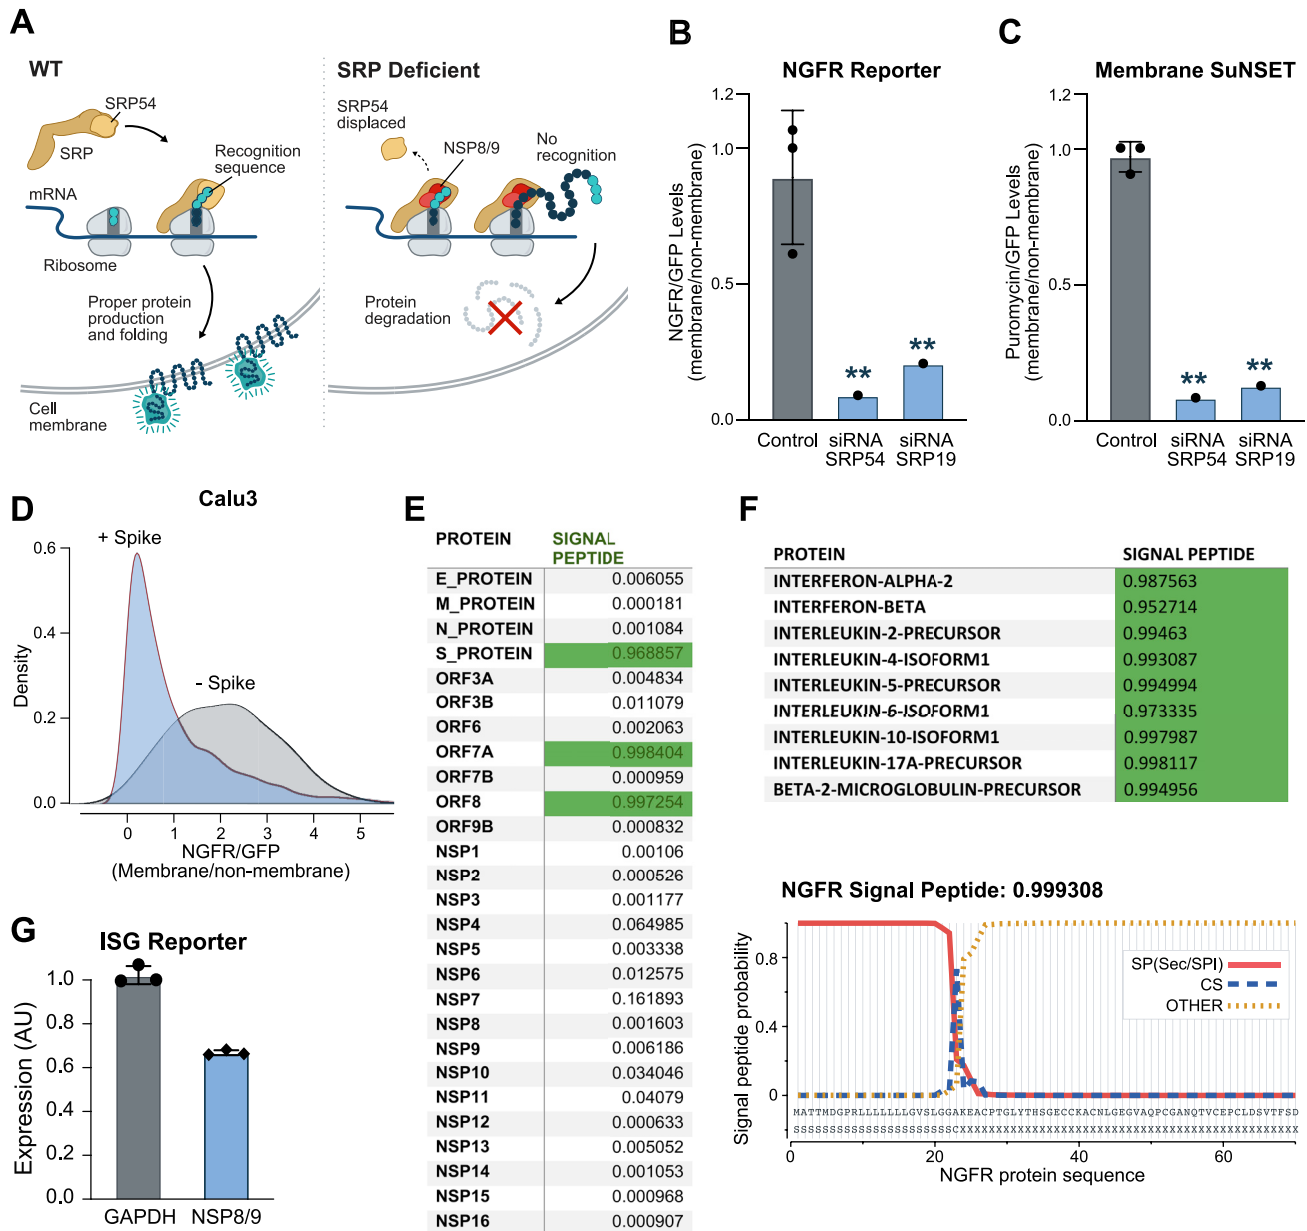 A
WT
SRP54
SRP
Recognition
sequence
mRNA
Ribosome
Proper protein
production
and folding
Cell
membrane
SRP Deficient
SRP54
displaced
NSP8/9
No
recognition
Protein
degradation
B
NGFR Reporter
NGFR/GFP Levels
(membrane/non-membrane)
1.2
1.0
0.5
0.0
**
**
Control
siRNA
SRP54
siRNA
SRP19
C
Membrane SuNSET
Puromycin/GFP Levels
(membrane/non-membrane)
1.2
1.0
0.5
0.0
**
**
Control
siRNA
SRP54
siRNA
SRP19
D
Calu3
+ Spike
- Spike
Density
0.6
0.4
0.2
0.0
0 1 2 3 4 5
NGFR/GFP
(Membrane/non-membrane)
E
PROTEIN SIGNAL
PEPTIDE
E_PROTEIN 0.006055
M_PROTEIN 0.000181
N_PROTEIN 0.001084
S_PROTEIN 0.968857
ORF3A 0.004834
ORF3B 0.011079
ORF6 0.002063
ORF7A 0.998404
ORF7B 0.000959
ORF8 0.997254
ORF9B 0.000832
NSP1 0.00106
NSP2 0.000526
NSP3 0.001177
NSP4 0.064985
NSP5 0.003338
NSP6 0.012575
NSP7 0.161893
NSP8 0.001603
NSP9 0.006186
NSP10 0.034046
NSP11 0.04079
NSP12 0.000633
NSP13 0.005052
NSP14 0.001053
NSP15 0.000968
NSP16 0.000907
F
PROTEIN SIGNAL PEPTIDE
INTERFERON-ALPHA-2 0.987563
INTERFERON-BETA 0.952714
INTERLEUKIN-2-PRECURSOR 0.99463
INTERLEUKIN-4-ISOFORM1 0.993087
INTERLEUKIN-5-PRECURSOR 0.994994
INTERLEUKIN-6-ISOFORM1 0.973335
INTERLEUKIN-10-ISOFORM1 0.997987
INTERLEUKIN-17A-PRECURSOR 0.998117
BETA-2-MICROGLOBULIN-PRECURSOR 0.994956
NGFR Signal Peptide: 0.999308
Signal peptide probability
0.8
0.4
0
SP(Sec/SPI)
CS
OTHER
MATTMDGPRLLLLLLLGVSLGGAKEACPTGLYTHSGECCKACNLGEGVAQPCGANQTVCEPCLDSVTFSD
SSSSSSSSSSSSSSSSSSSSSSCXXXXXXXXXXXXXXXXXXXXXXXXXXXXXXXXXXXXXXXXXXXXXXX
0 20 40 60
NGFR protein sequence
G
ISG Reporter
Expression (AU)
1.0
0.8
0.6
0.4
0.2
0.0
GAPDH NSP8/9